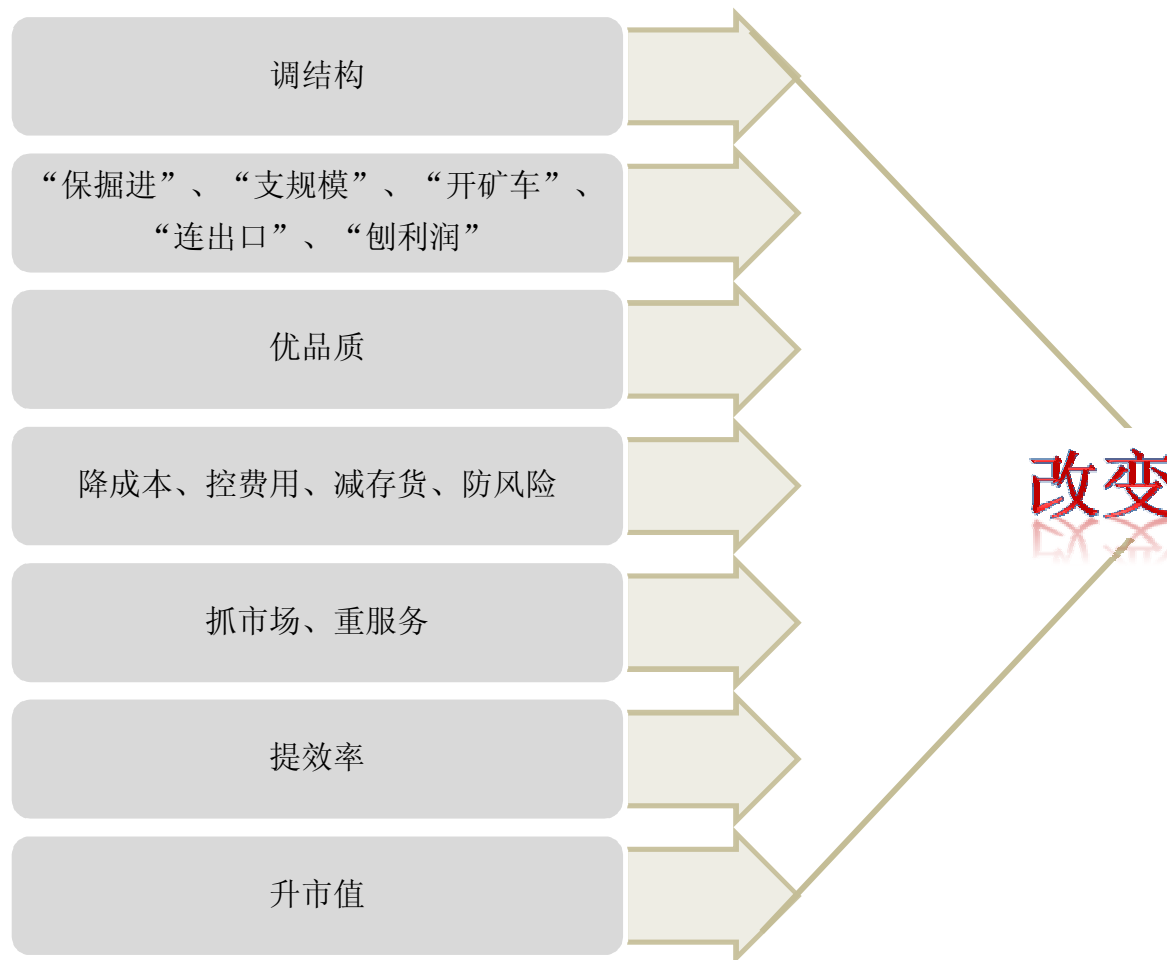 调结构
“保掘进”、“支规模”、“开矿车”、
“连出口”、“刨利润”
优品质
降成本、控费用、减存货、防风险
改变
抓市场、重服务
提效率
升市值